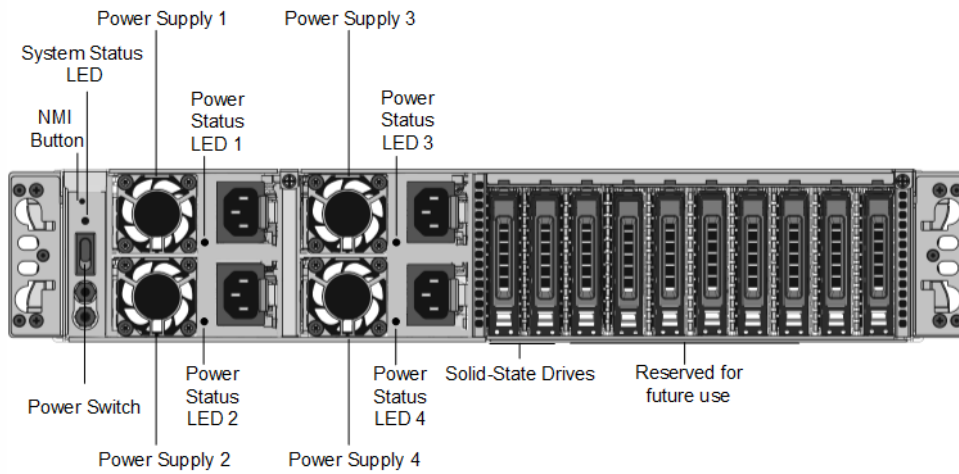 Power Supply 1
Power Supply 3
System Status
LED
NMI
Button
Power
Status
LED 1
Power
Status
LED 3
Power Switch
Power
Status
LED 2
Power Supply 2
Power
Status
LED 4
Power Supply 4
Solid-State Drives
Reserved for
future use